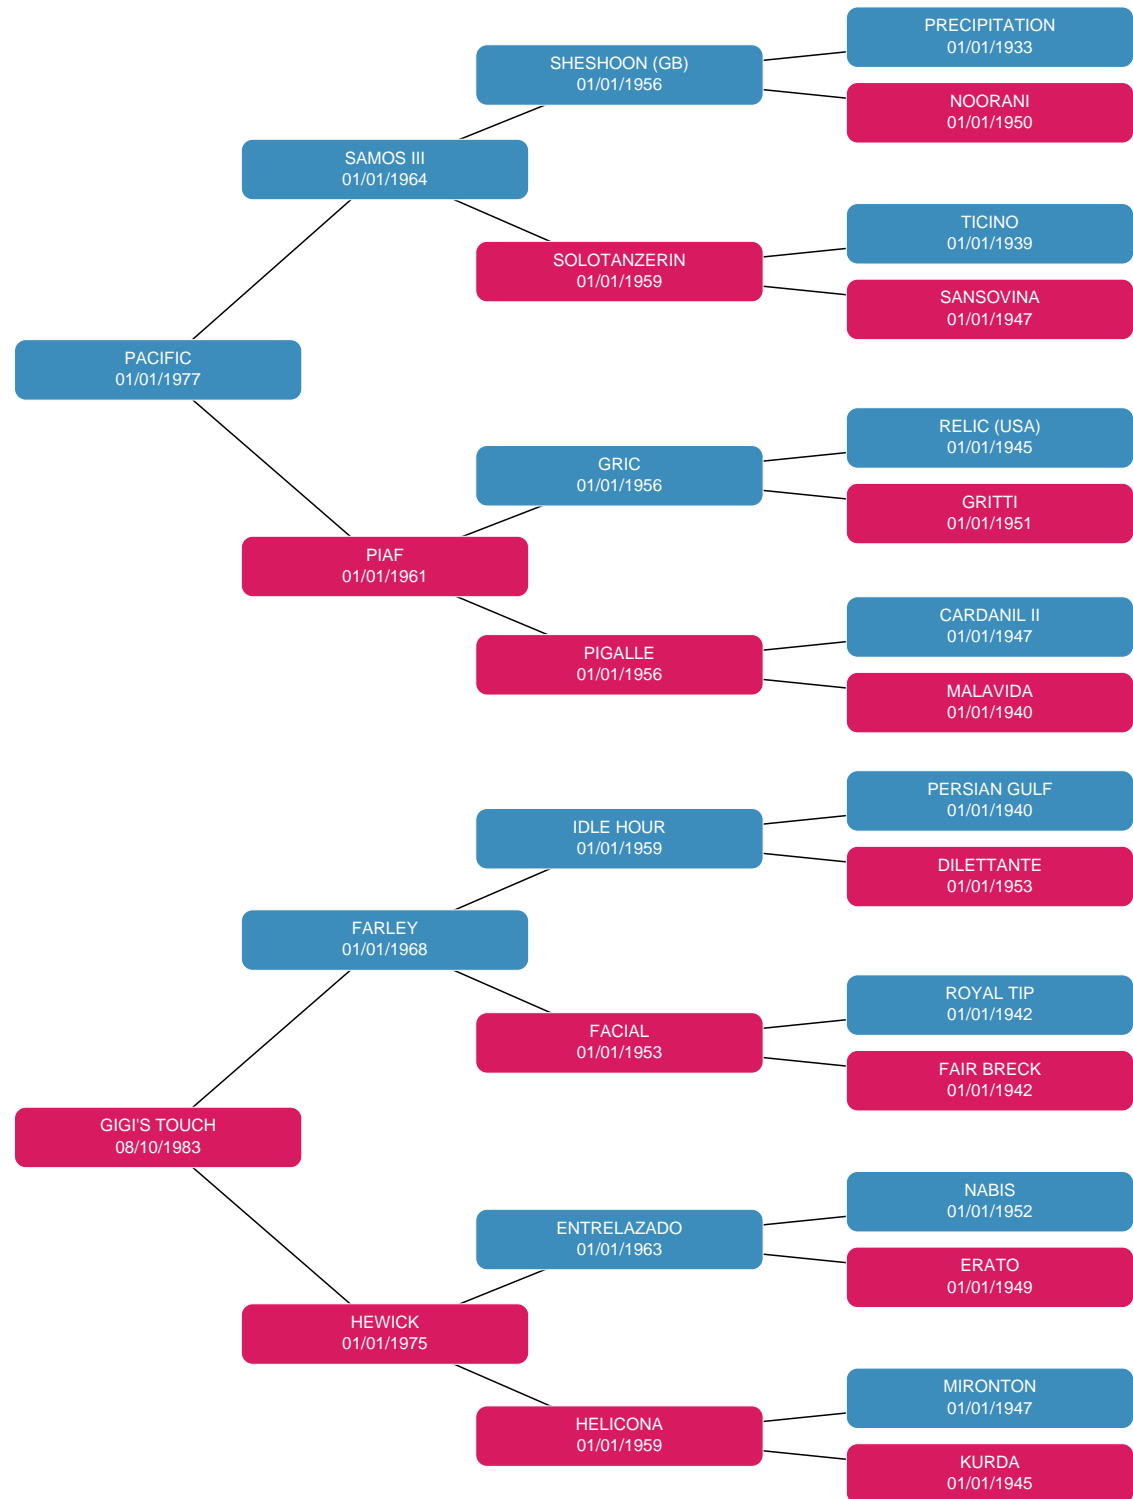 PRECIPITATION
01/01/1933
SHESHOON (GB)
01/01/1956
NOORANI
01/01/1950
SAMOS III
01/01/1964
TICINO
01/01/1939
SOLOTANZERIN
01/01/1959
SANSOVINA
01/01/1947
PACIFIC
01/01/1977
RELIC (USA)
01/01/1945
GRIC
01/01/1956
GRITTI
01/01/1951
PIAF
01/01/1961
CARDANIL II
01/01/1947
PIGALLE
01/01/1956
MALAVIDA
01/01/1940
PERSIAN GULF
01/01/1940
IDLE HOUR
01/01/1959
DILETTANTE
01/01/1953
FARLEY
01/01/1968
ROYAL TIP
01/01/1942
FACIAL
01/01/1953
FAIR BRECK
01/01/1942
GIGI'S TOUCH
08/10/1983
NABIS
01/01/1952
ENTRELAZADO
01/01/1963
ERATO
01/01/1949
HEWICK
01/01/1975
MIRONTON
01/01/1947
HELICONA
01/01/1959
KURDA
01/01/1945